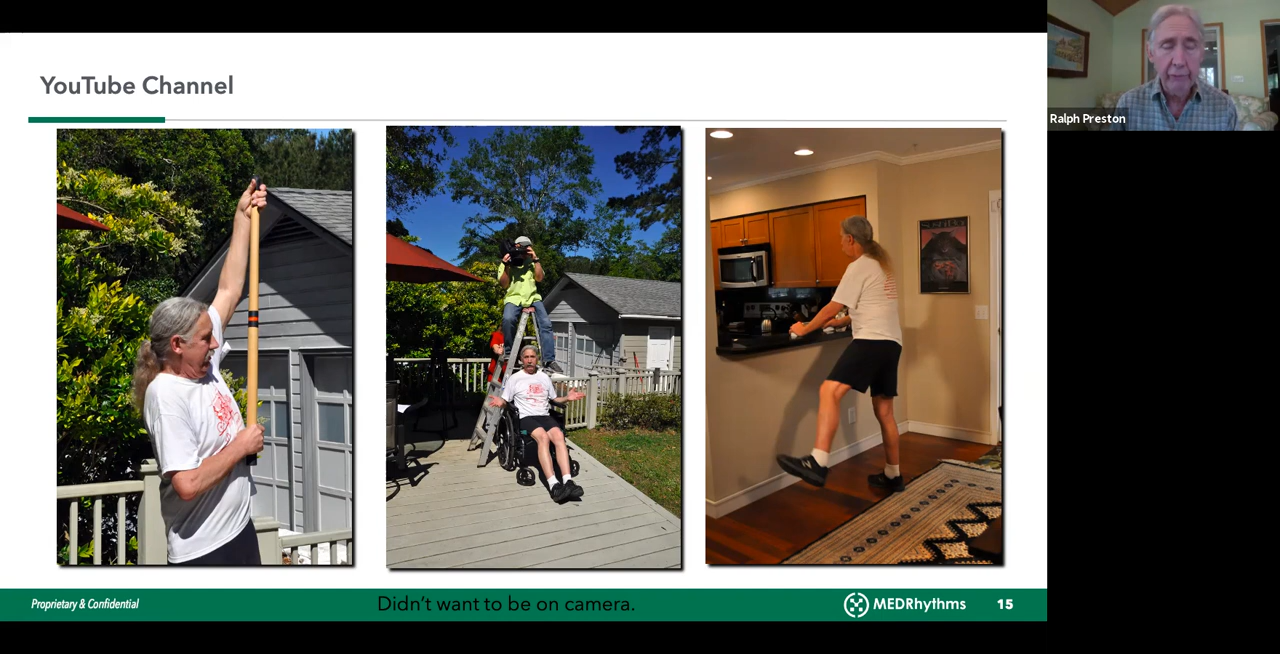 YouTube Channel
Ralph Preston
Proprietary & Confidential
Didn't want to be on camera.
MEDRhythms
15